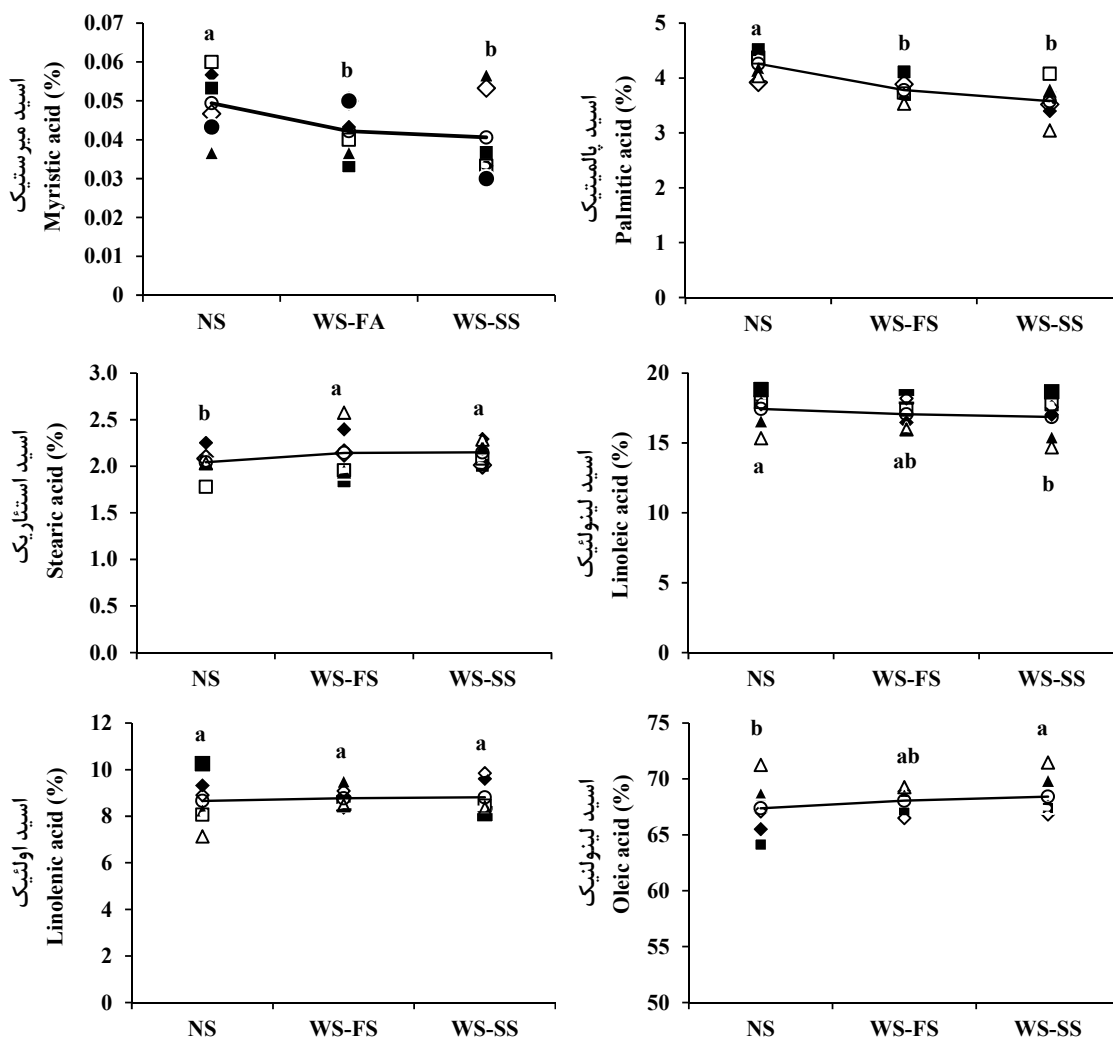 اسید میرستیک
Myristic acid (%)
0.07
0.06
0.05
0.04
0.03
0.02
0.01
0
a
b
b
NS
WS-FA
WS-SS
اسید پالمیتیک
Palmitic acid (%)
5
4
3
2
1
0
a
b
b
NS
WS-FS
WS-SS
اسید استئاریک
Stearic acid (%)
3.0
2.5
2.0
1.5
1.0
0.5
0.0
b
a
a
NS
WS-FS
WS-SS
اسید لینولئیک
Linoleic acid (%)
20
15
10
5
0
a
ab
b
NS
WS-FS
WS-SS
اسید اولئیک
Linolenic acid (%)
12
10
8
6
4
2
0
a
a
a
NS
WS-FS
WS-SS
اسید لینولنیک
Oleic acid (%)
75
70
65
60
55
50
b
ab
a
NS
WS-FS
WS-SS